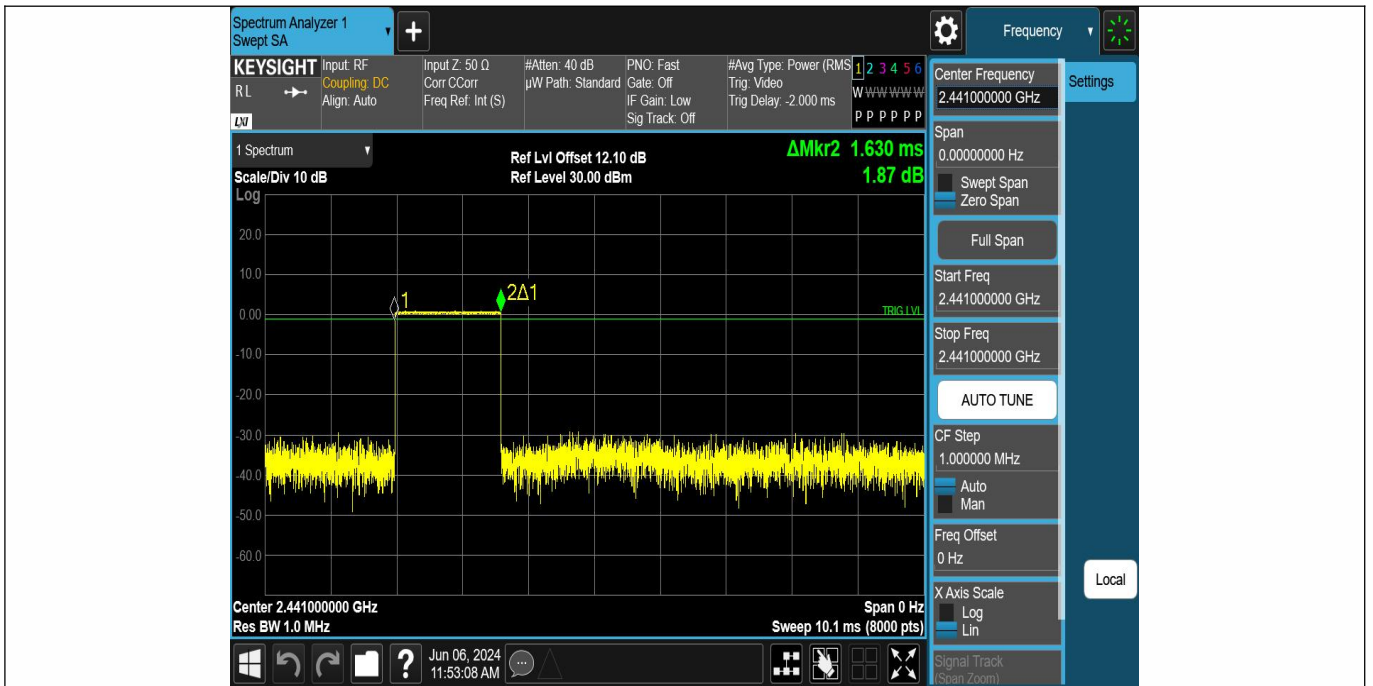 Spectrum Analyzer 1
Swept SA
+
Frequency
KEYSIGHT
RL
LXI
Input: RF
Coupling: DC
Align: Auto
Input Z: 50 Ω
Corr CCorr
Freq Ref: Int (S)
#Atten: 40 dB
µW Path: Standard
PNO: Fast
Gate: Off
IF Gain: Low
Sig Track: Off
#Avg Type: Power (RMS
Trig: Video
Trig Delay: -2.000 ms
1 2 3 4 5 6
W W W W W W
P P P P P P
1 Spectrum
Scale/Div 10 dB
Log
Ref Lvl Offset 12.10 dB
Ref Level 30.00 dBm
ΔMkr2 1.630 ms
1.87 dB
20.0
10.0
0.00
-10.0
-20.0
-30.0
-40.0
-50.0
-60.0
1
2Δ1
TRIG LVL
Center 2.441000000 GHz
Res BW 1.0 MHz
Span 0 Hz
Sweep 10.1 ms (8000 pts)
Center Frequency
2.441000000 GHz
Settings
Span
0.00000000 Hz
Swept Span
Zero Span
Full Span
Start Freq
2.441000000 GHz
Stop Freq
2.441000000 GHz
AUTO TUNE
CF Step
1.000000 MHz
Auto
Man
Freq Offset
0 Hz
Local
X Axis Scale
Log
Lin
Signal Track
(Span Zoom)
?
Jun 06, 2024
11:53:08 AM